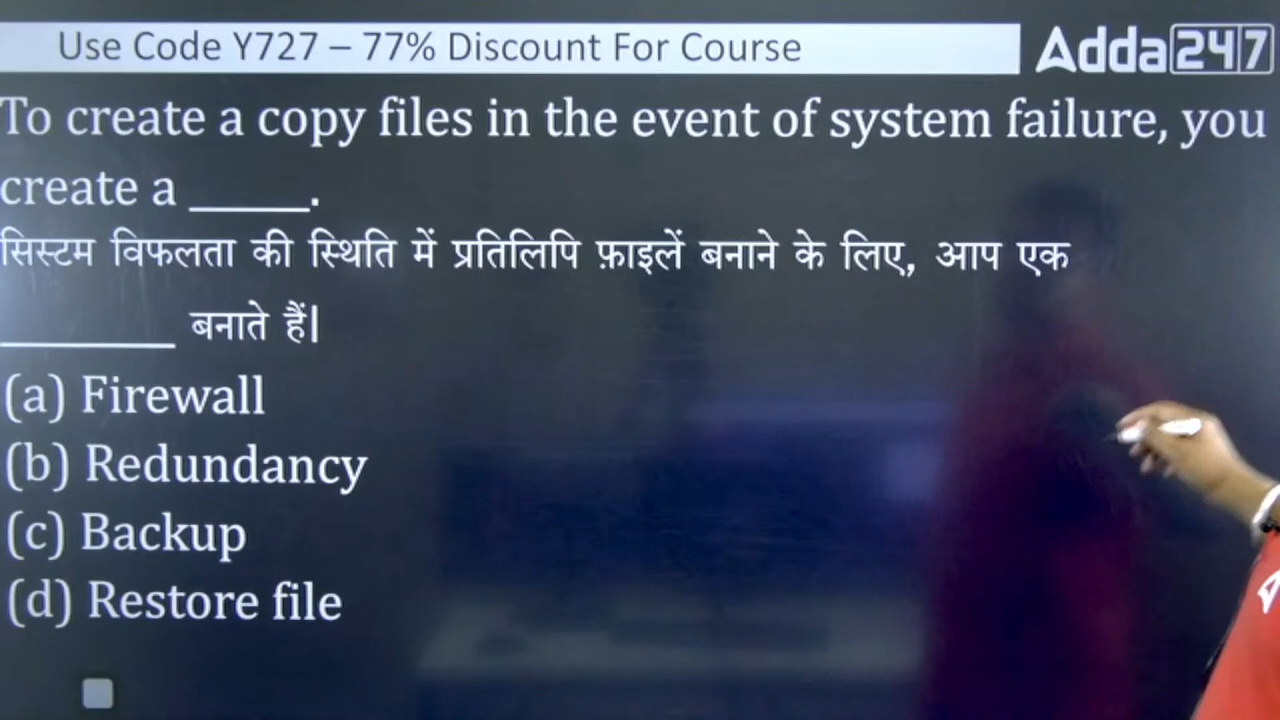 Use Code Y727 – 77% Discount For Course
Adda247
To create a copy files in the event of system failure, you
create a _____.
सिस्टम विफलता की स्थिति में प्रतिलिपि फ़ाइलें बनाने के लिए, आप एक
________ बनाते हैं|
(a) Firewall
(b) Redundancy
(c) Backup
(d) Restore file